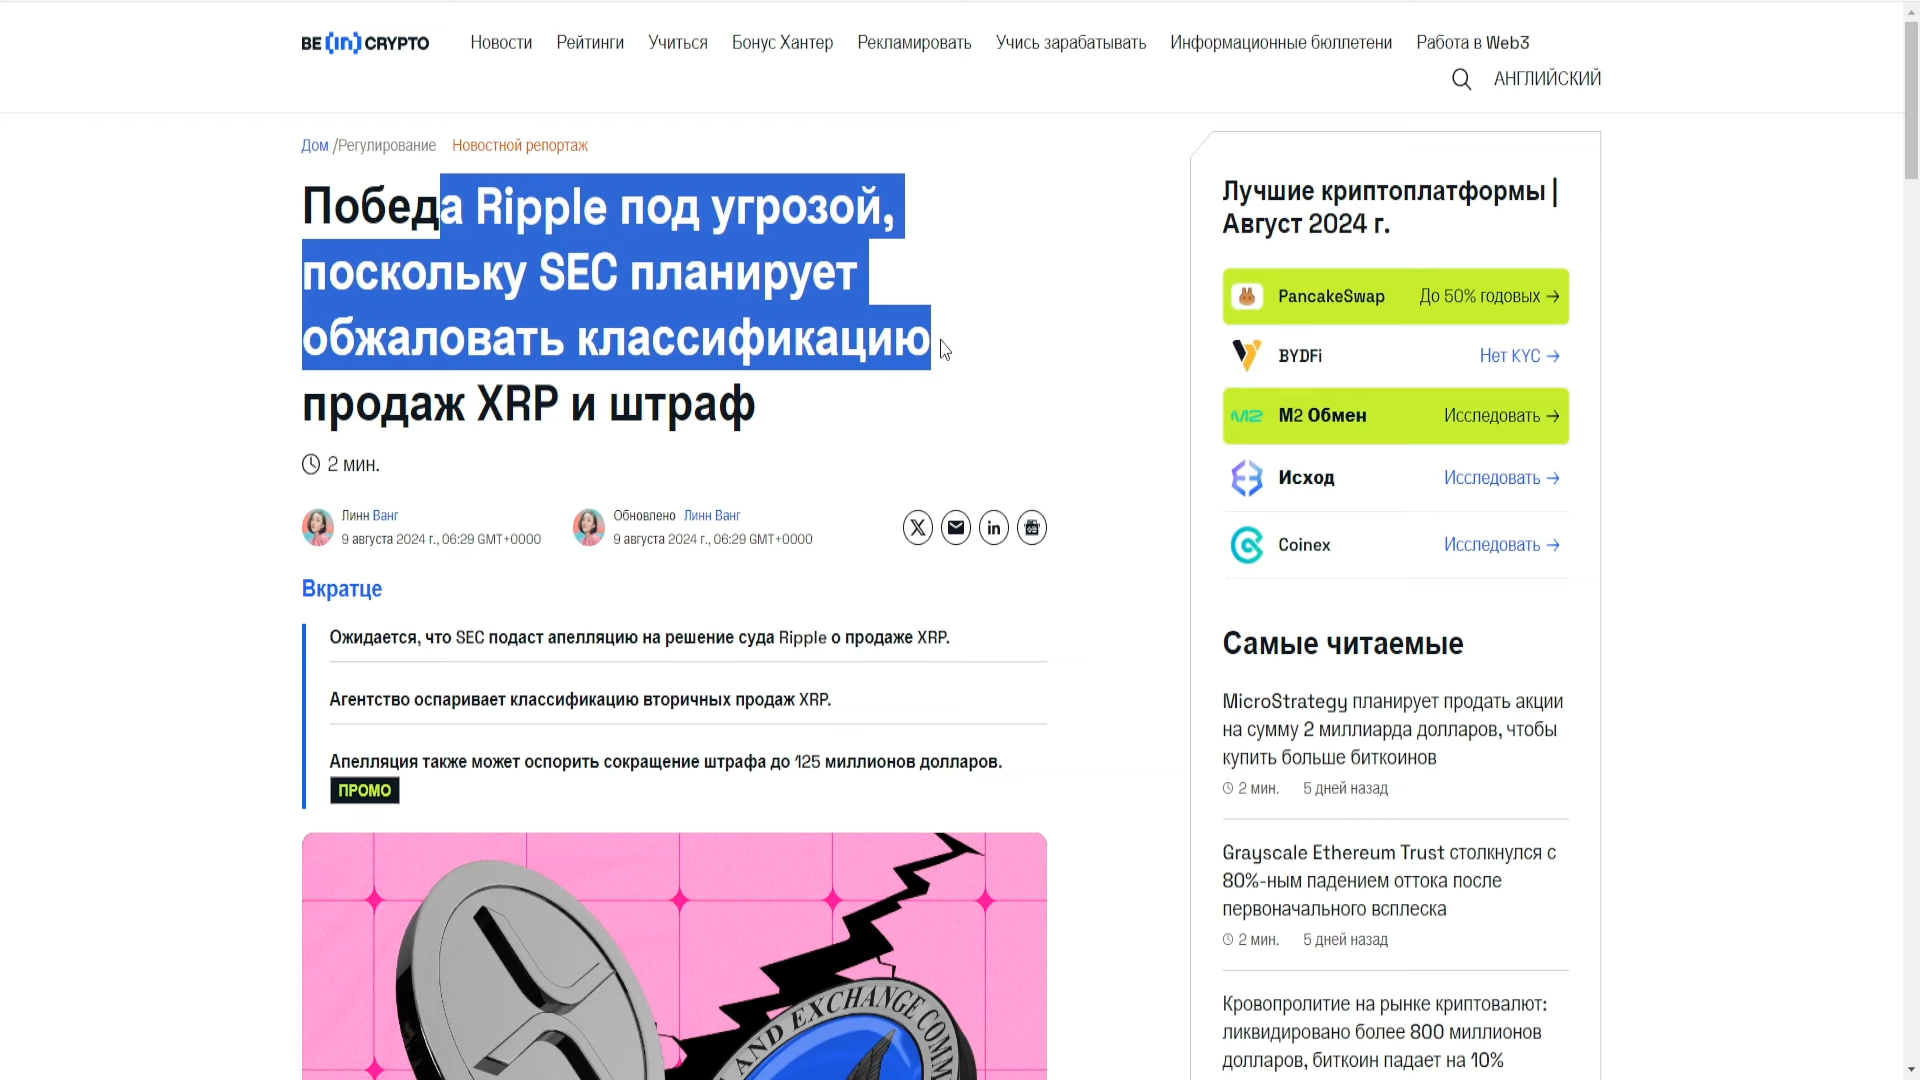 BE[in]CRYPTO
Новости
Рейтинги
Учиться
Бонус Хантер
Рекламировать
Учись зарабатывать
Информационные бюллетени
Работа в Web3
АНГЛИЙСКИЙ
Дом /Регулирование
Новостной репортаж
Победа Ripple под угрозой,
поскольку SEC планирует
обжаловать классификацию
продаж XRP и штраф
2 мин.
Линн Ванг
9 августа 2024 г., 06:29 GMT+0000
Обновлено Линн Ванг
9 августа 2024 г., 06:29 GMT+0000
Вкратце
Ожидается, что SEC подаст апелляцию на решение суда Ripple о продаже XRP.
Агентство оспаривает классификацию вторичных продаж XRP.
Апелляция также может оспорить сокращение штрафа до 125 миллионов долларов.
ПРОМО
AND EXCHANGE COMM
Лучшие криптоплатформы |
Август 2024 г.
PancakeSwap
До 50% годовых →
BYDFi
Нет KYC →
M2
М2 Обмен
Исследовать →
Исход
Исследовать →
Coinex
Исследовать →
Самые читаемые
MicroStrategy планирует продать акции
на сумму 2 миллиарда долларов, чтобы
купить больше биткоинов
2 мин.
5 дней назад
Grayscale Ethereum Trust столкнулся с
80%-ным падением оттока после
первоначального всплеска
2 мин.
5 дней назад
Кровопролитие на рынке криптовалют:
ликвидировано более 800 миллионов
долларов, биткоин падает на 10%